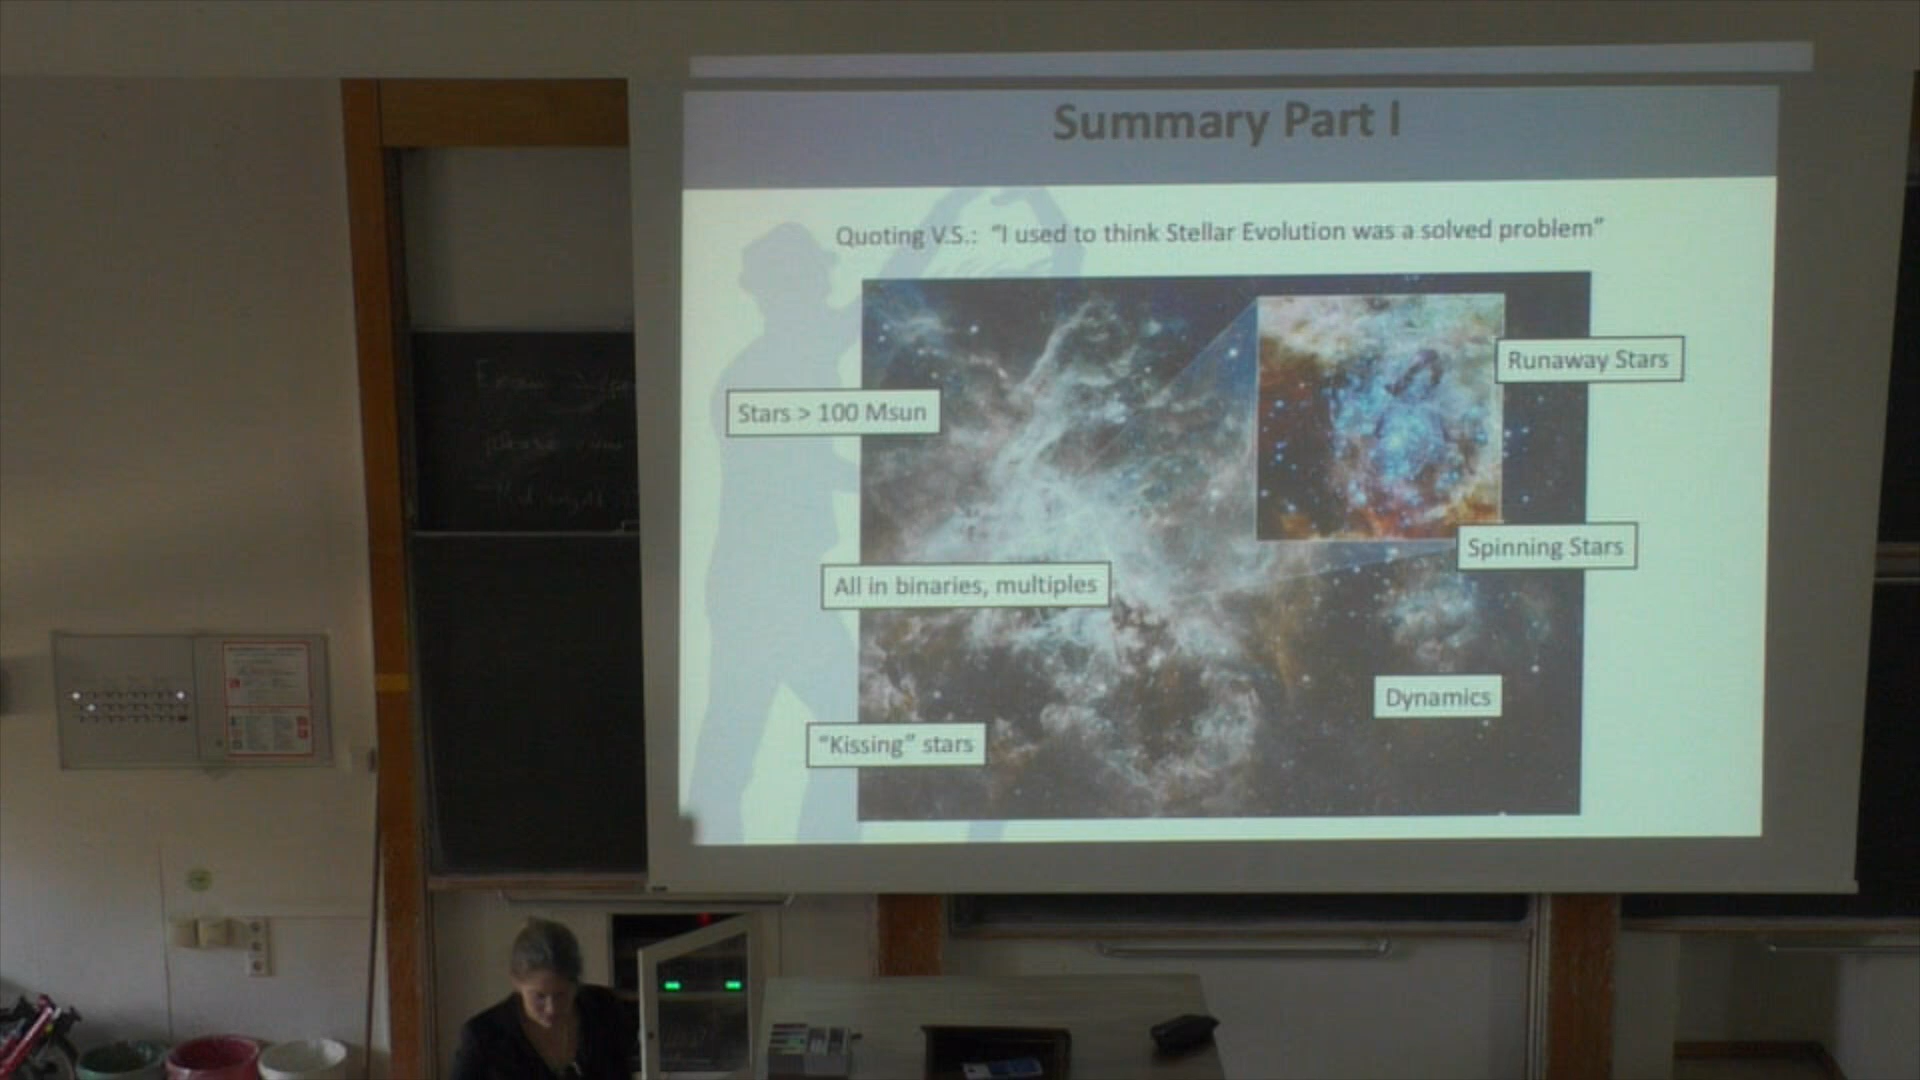 Summary Part I
Quoting V.S.: “I used to think Stellar Evolution was a solved problem”
Runaway Stars
Stars > 100 Msun
Spinning Stars
All in binaries, multiples
Dynamics
“Kissing” stars